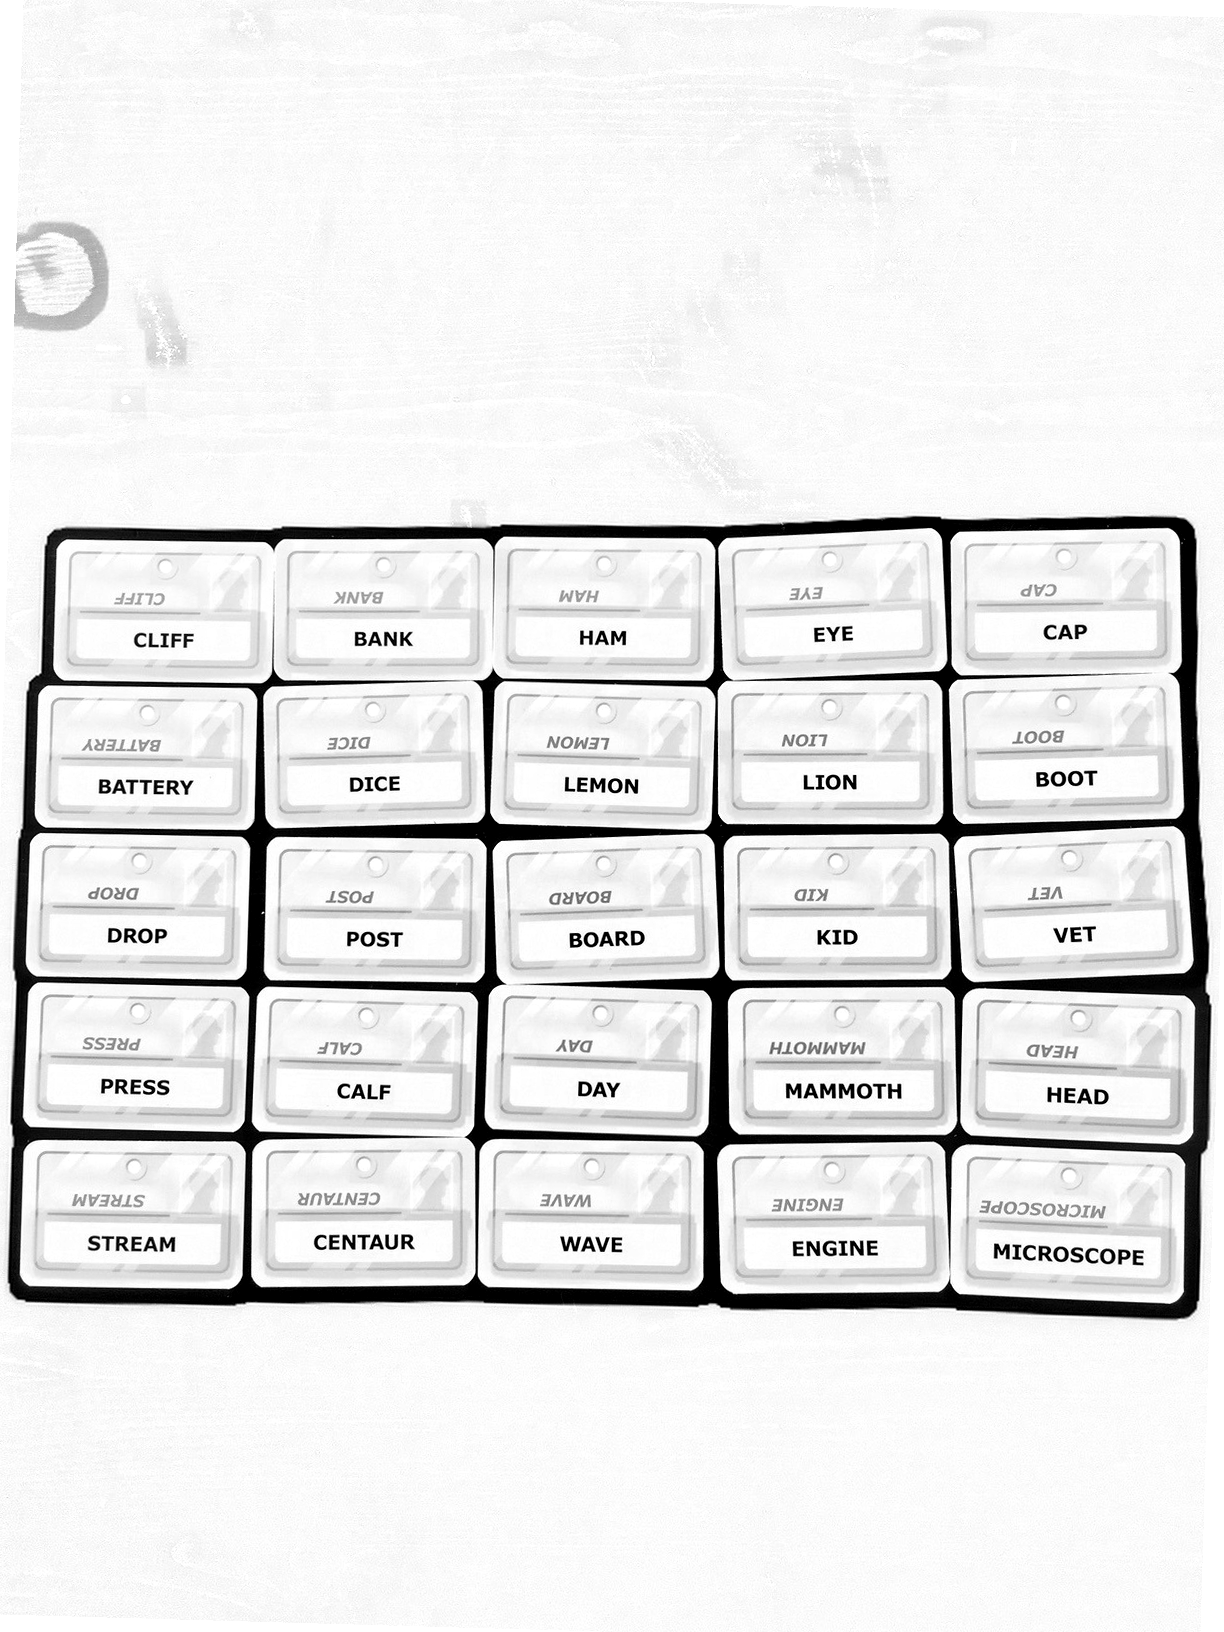 CLIFF BANK HAM EYE CAP
CLIFF BANK HAM EYE CAP
BATTERY DICE LEMON LION BOOT
BATTERY DICE LEMON LION BOOT
DROP POST BOARD KID VET
DROP POST BOARD KID VET
PRESS CALF DAY MAMMOTH HEAD
PRESS CALF DAY MAMMOTH HEAD
STREAM CENTAUR WAVE ENGINE MICROSCOPE
STREAM CENTAUR WAVE ENGINE MICROSCOPE